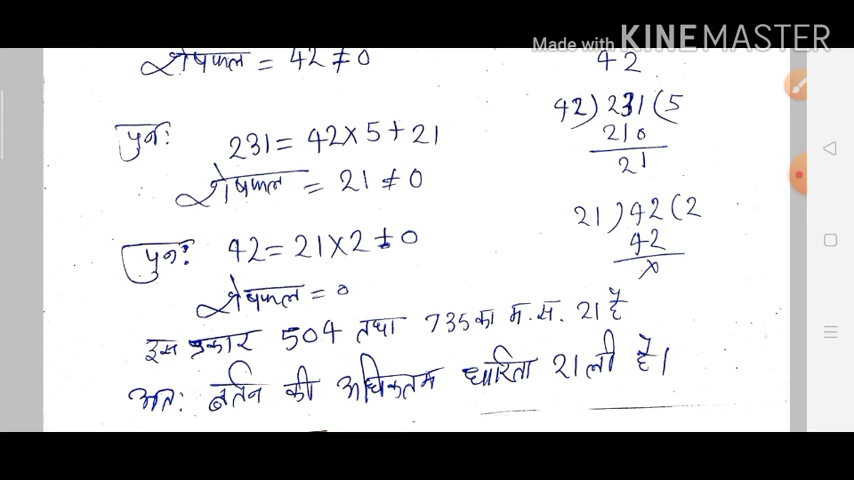 Made with KINEMASTER
शेषफल = 42 ≠ 0
42
पुनः 231 = 42 × 5 + 21
42 ) 231 ( 5
210
21
शेषफल = 21 ≠ 0
21 ) 42 ( 2
42
x
पुनः 42 = 21 × 2 + 0
शेषफल = 0
इस प्रकार 504 तथा 735 का म.स. 21 है
अतः बर्तन की अधिकतम धारिता 21 ली है।